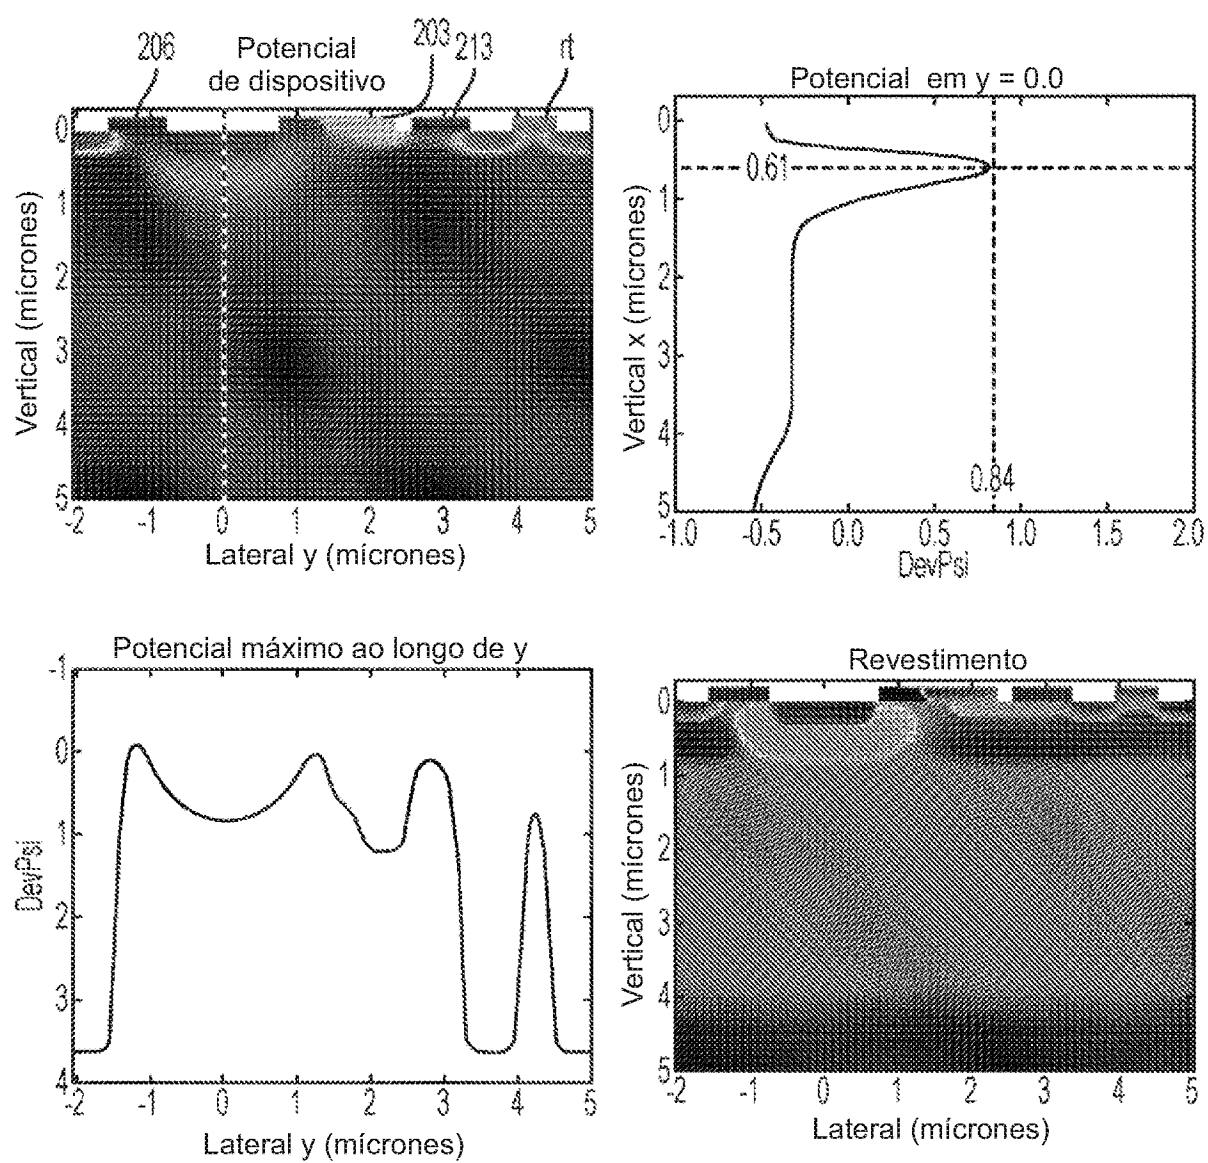 206
Potencial
de dispositivo
203
213
rt
0
1
2
3
4
5
Vertical (mícrones)
-2 -1 0 1 2 3 4 5
Lateral y (mícrones)
Potencial em y = 0.0
0
1
2
3
4
5
Vertical x (mícrones)
0.61
0.84
-1.0 -0.5 0.0 0.5 1.0 1.5 2.0
DevPsi
Potencial máximo ao longo de y
-1
0
1
2
3
4
DevPsi
-2 -1 0 1 2 3 4 5
Lateral y (mícrones)
Revestimento
0
1
2
3
4
5
Vertical (mícrones)
-2 -1 0 1 2 3 4 5
Lateral (mícrones)